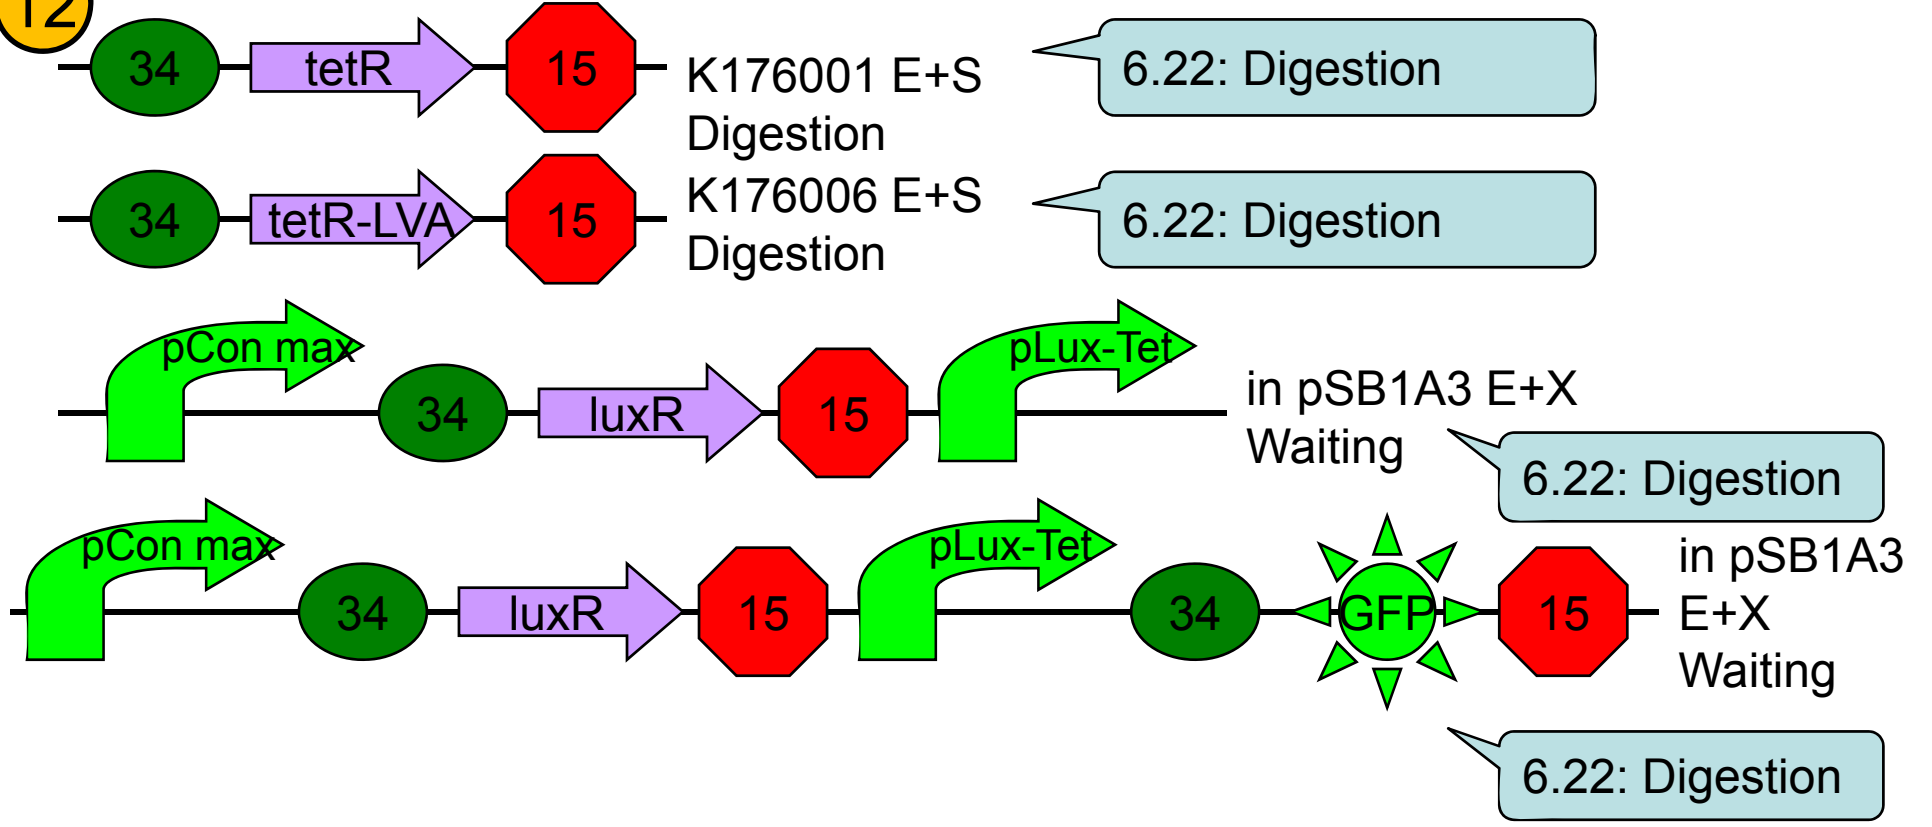 12
34 tetR 15
K176001 E+S
Digestion
6.22: Digestion
34 tetR-LVA 15
K176006 E+S
Digestion
6.22: Digestion
pCon max 34 luxR 15 pLux-Tet
in pSB1A3 E+X
Waiting
6.22: Digestion
pCon max 34 luxR 15 pLux-Tet 34 GFP 15
in pSB1A3
E+X
Waiting
6.22: Digestion